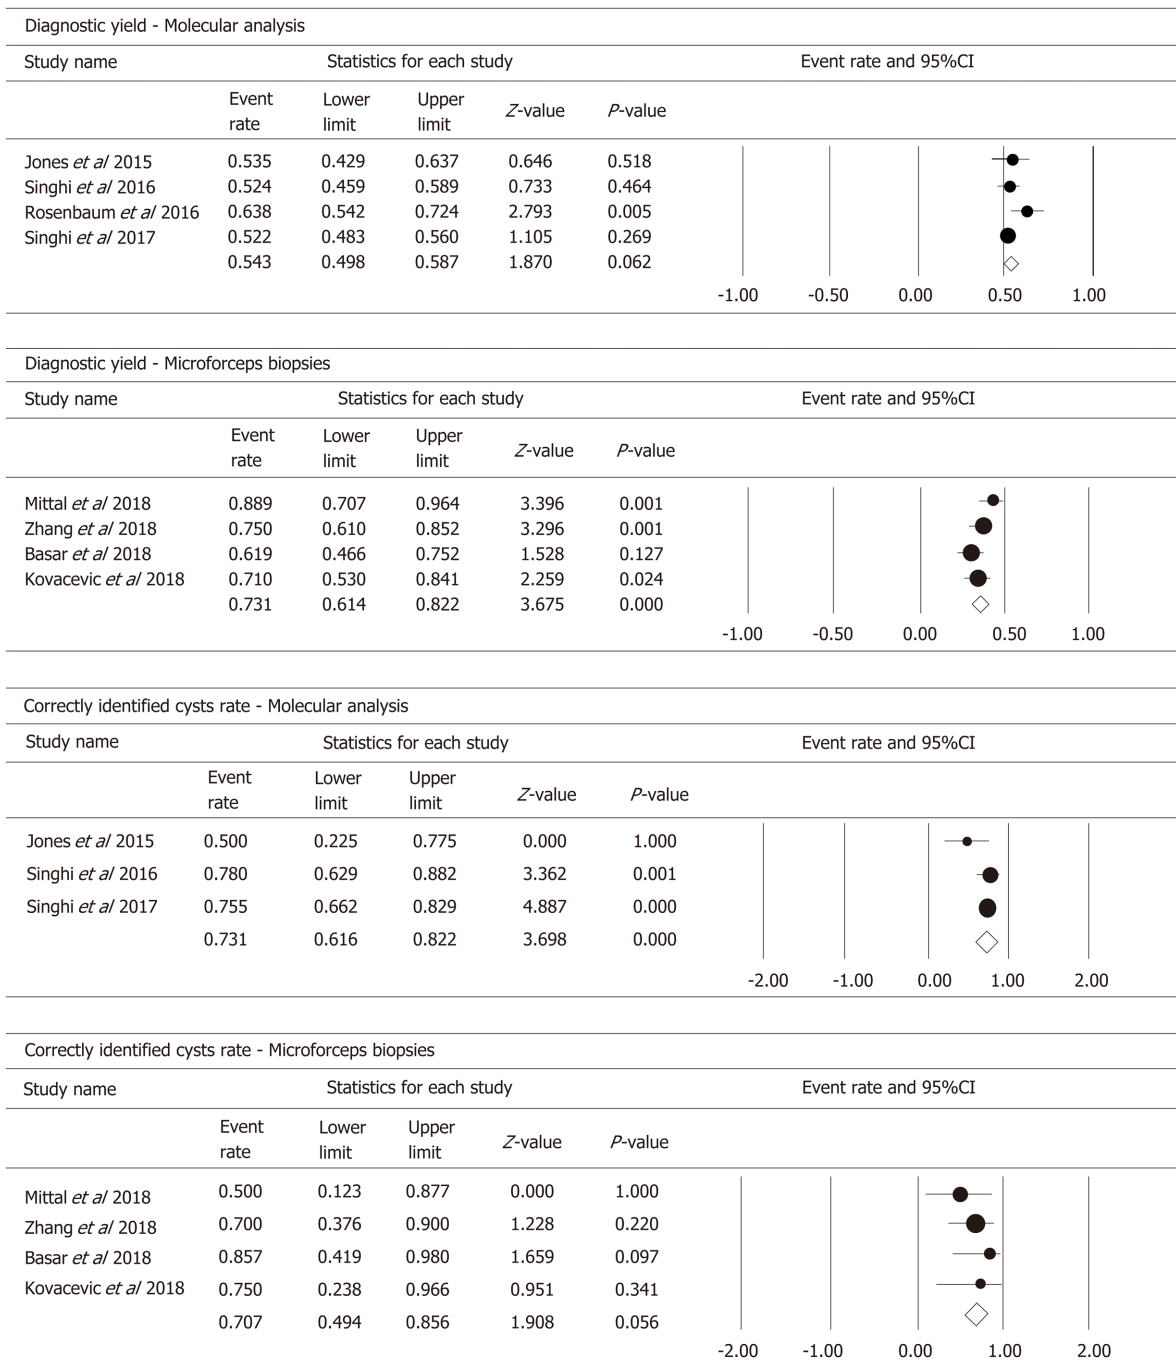 Diagnostic yield - Molecular analysis
Study name Statistics for each study Event rate and 95%CI
Event rate Lower limit Upper limit Z-value P-value
Jones et al 2015 0.535 0.429 0.637 0.646 0.518
Singhi et al 2016 0.524 0.459 0.589 0.733 0.464
Rosenbaum et al 2016 0.638 0.542 0.724 2.793 0.005
Singhi et al 2017 0.522 0.483 0.560 1.105 0.269
0.543 0.498 0.587 1.870 0.062
-1.00 -0.50 0.00 0.50 1.00
Diagnostic yield - Microforceps biopsies
Study name Statistics for each study Event rate and 95%CI
Event rate Lower limit Upper limit Z-value P-value
Mittal et al 2018 0.889 0.707 0.964 3.396 0.001
Zhang et al 2018 0.750 0.610 0.852 3.296 0.001
Basar et al 2018 0.619 0.466 0.752 1.528 0.127
Kovacevic et al 2018 0.710 0.530 0.841 2.259 0.024
0.731 0.614 0.822 3.675 0.000
-1.00 -0.50 0.00 0.50 1.00
Correctly identified cysts rate - Molecular analysis
Study name Statistics for each study Event rate and 95%CI
Event rate Lower limit Upper limit Z-value P-value
Jones et al 2015 0.500 0.225 0.775 0.000 1.000
Singhi et al 2016 0.780 0.629 0.882 3.362 0.001
Singhi et al 2017 0.755 0.662 0.829 4.887 0.000
0.731 0.616 0.822 3.698 0.000
-2.00 -1.00 0.00 1.00 2.00
Correctly identified cysts rate - Microforceps biopsies
Study name Statistics for each study Event rate and 95%CI
Event rate Lower limit Upper limit Z-value P-value
Mittal et al 2018 0.500 0.123 0.877 0.000 1.000
Zhang et al 2018 0.700 0.376 0.900 1.228 0.220
Basar et al 2018 0.857 0.419 0.980 1.659 0.097
Kovacevic et al 2018 0.750 0.238 0.966 0.951 0.341
0.707 0.494 0.856 1.908 0.056
-2.00 -1.00 0.00 1.00 2.00